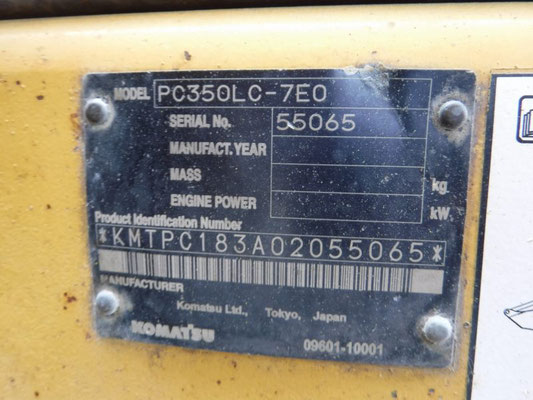 MODEL PC350LC-7E0
SERIAL No. 55065
MANUFACT.YEAR
MASS kg
ENGINE POWER kW
Product Identification Number
*KMTPC183A02055065*
MANUFACTURER
Komatsu Ltd., Tokyo, Japan
KOMATSU 09601-10001